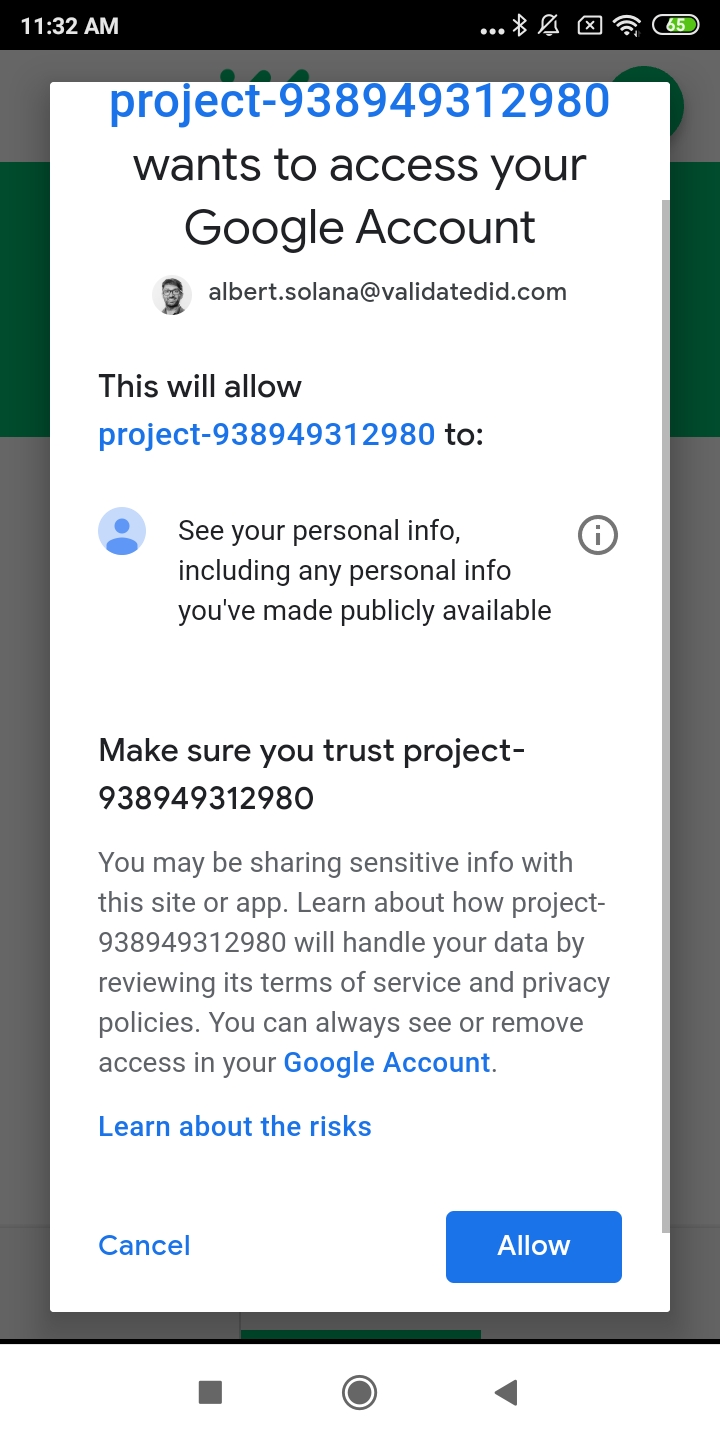 11:32 AM
65
project-938949312980
wants to access your
Google Account
albert.solana@validatedid.com
This will allow
project-938949312980 to:
See your personal info,
including any personal info
you've made publicly available
Make sure you trust project-
938949312980
You may be sharing sensitive info with
this site or app. Learn about how project-
938949312980 will handle your data by
reviewing its terms of service and privacy
policies. You can always see or remove
access in your Google Account.
Learn about the risks
Cancel
Allow